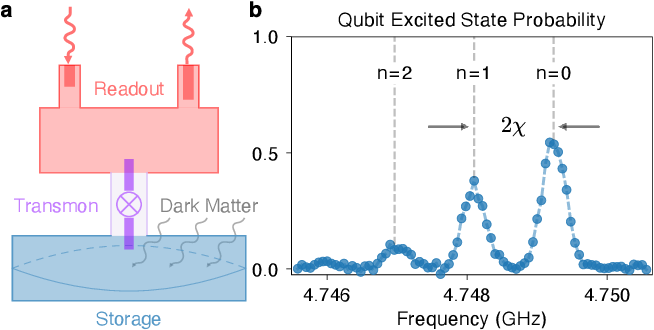 a
Readout
Transmon
Dark Matter
Storage
b
Qubit Excited State Probability
1.0
n=2
n=1
n=0
2χ
0.5
0.0
4.746
4.748
4.750
Frequency (GHz)